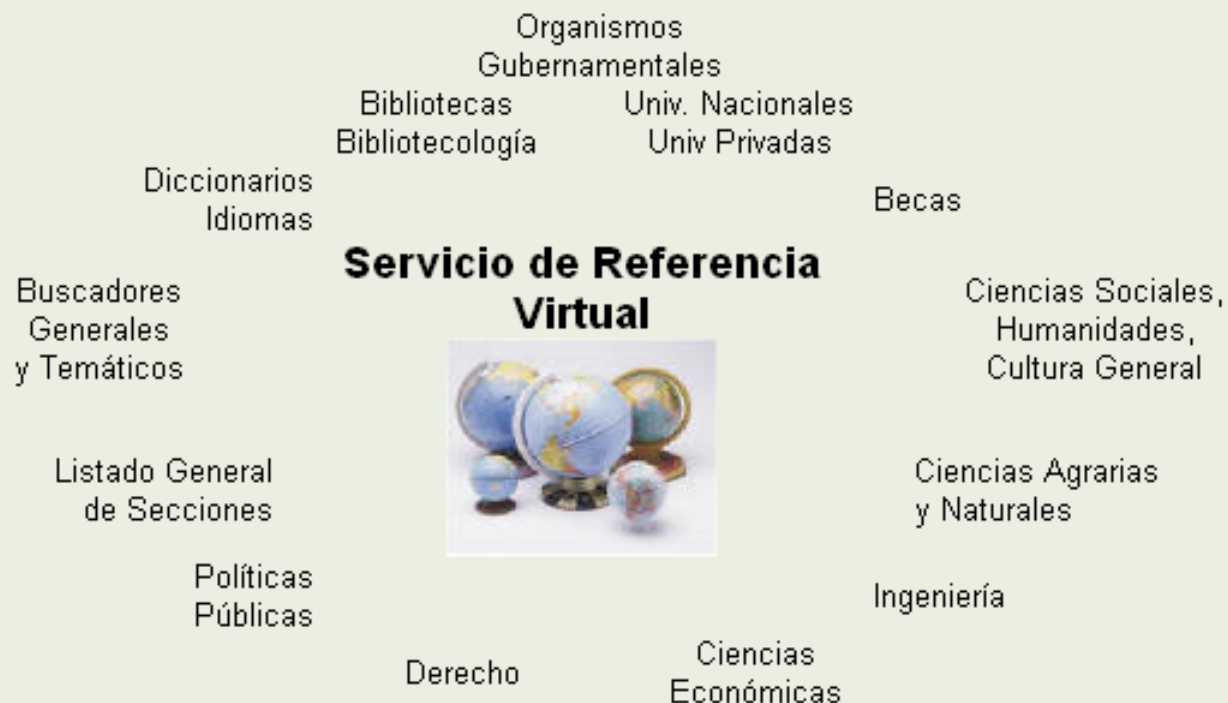 Organismos
Gubernamentales
Bibliotecas
Bibliotecología
Univ. Nacionales
Univ Privadas
Diccionarios
Idiomas
Becas
Servicio de Referencia
Virtual
Buscadores
Generales
y Temáticos
Ciencias Sociales,
Humanidades,
Cultura General
Listado General
de Secciones
Ciencias Agrarias
y Naturales
Políticas
Públicas
Ingeniería
Derecho
Ciencias
Económicas